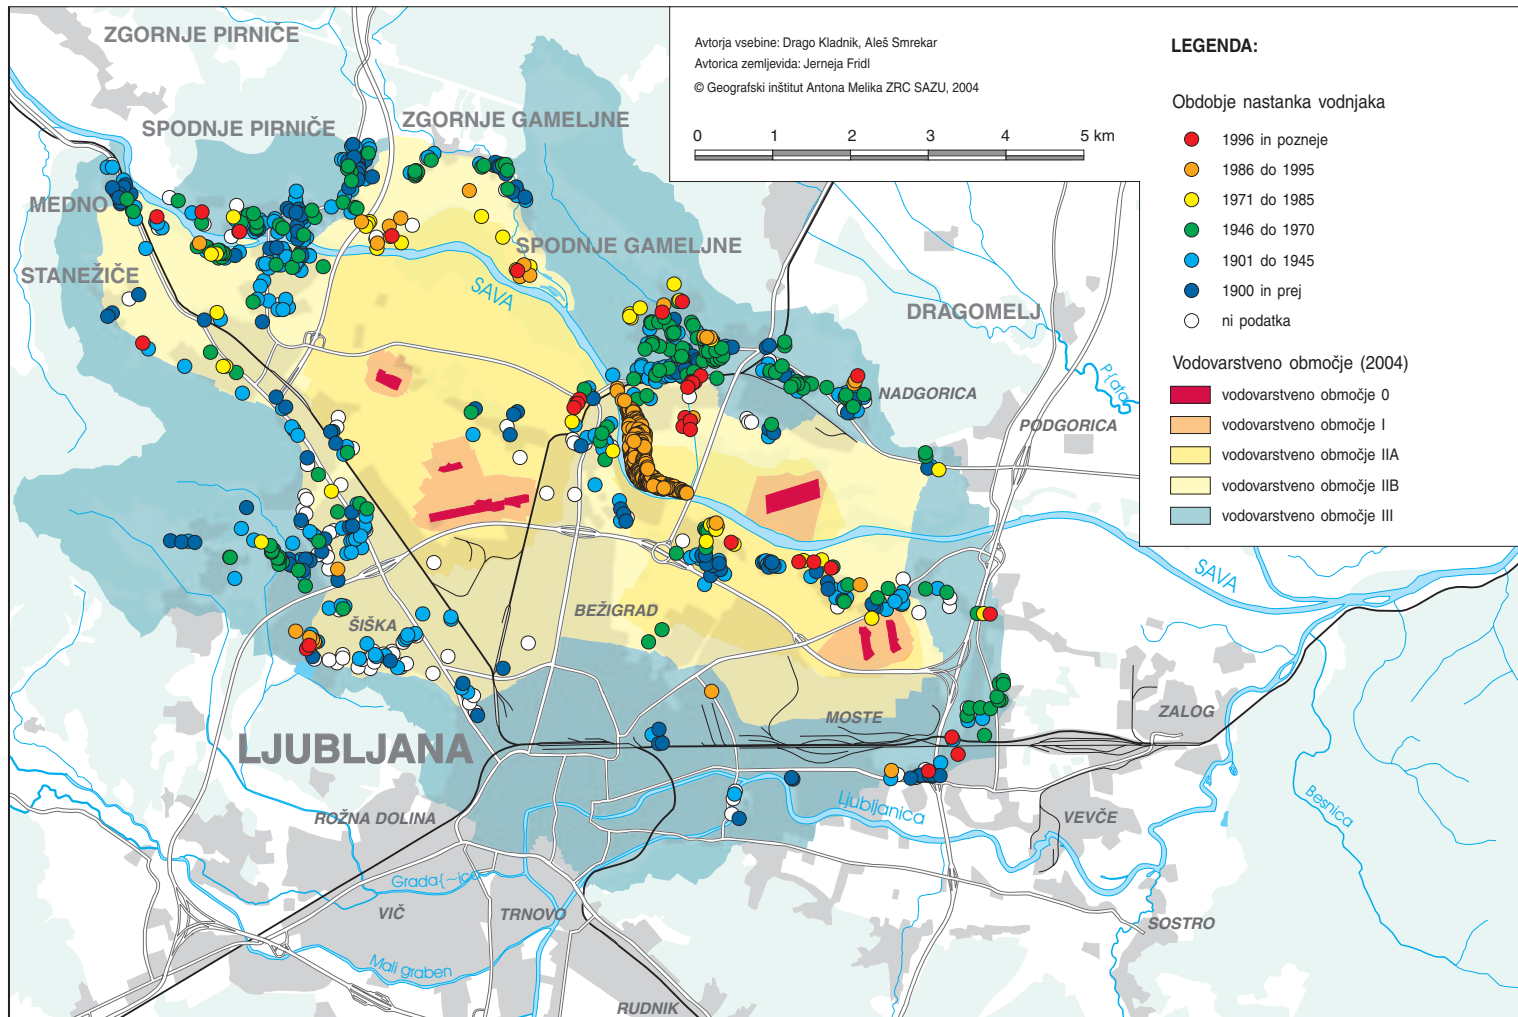 ZGORNJE PIRNIČE
SPODNJE PIRNIČE
ZGORNJE GAMELJNE
MEDNO
STANEŽIČE
SPODNJE GAMELJNE
SAVA
DRAGOMELJ
NADGORICA
P{ata
PODGORICA
SAVA
BEŽIGRAD
ŠIŠKA
LJUBLJANA
MOSTE
ZALOG
ROŽNA DOLINA
Ljubljanica
VEVČE
Besnica
Grada{~ica
VIČ
TRNOVO
SOSTRO
Mali graben
RUDNIK
Avtorja vsebine: Drago Kladnik, Aleš Smrekar
Avtorica zemljevida: Jerneja Fridl
© Geografski inštitut Antona Melika ZRC SAZU, 2004
0 1 2 3 4 5 km
LEGENDA:
Obdobje nastanka vodnjaka
1996 in pozneje
1986 do 1995
1971 do 1985
1946 do 1970
1901 do 1945
1900 in prej
ni podatka
Vodovarstveno območje (2004)
vodovarstveno območje 0
vodovarstveno območje I
vodovarstveno območje IIA
vodovarstveno območje IIB
vodovarstveno območje III